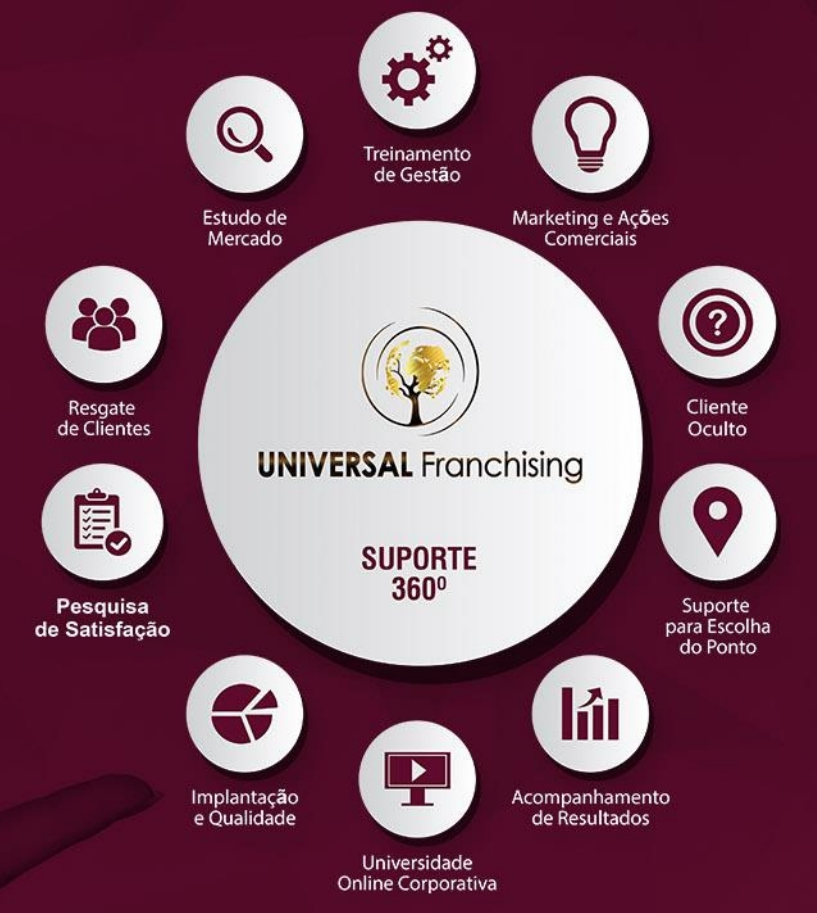 Treinamento
de Gestão
Estudo de
Mercado
Marketing e Ações
Comerciais
Resgate
de Clientes
Cliente
Oculto
UNIVERSAL Franchising
SUPORTE
360º
Pesquisa
de Satisfação
Suporte
para Escolha
do Ponto
Implantação
e Qualidade
Acompanhamento
de Resultados
Universidade
Online Corporativa